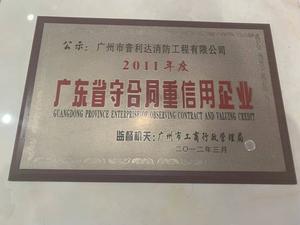 公示：广州市普利达消防工程有限公司
2011年度
广东省守合同重信用企业
GUANGDONG PROVINCE ENTERPRISE OF OBSERVING CONTRACT AND VALUING CREDIT
监督机关：广州市工商行政管理局
二〇一二年三月